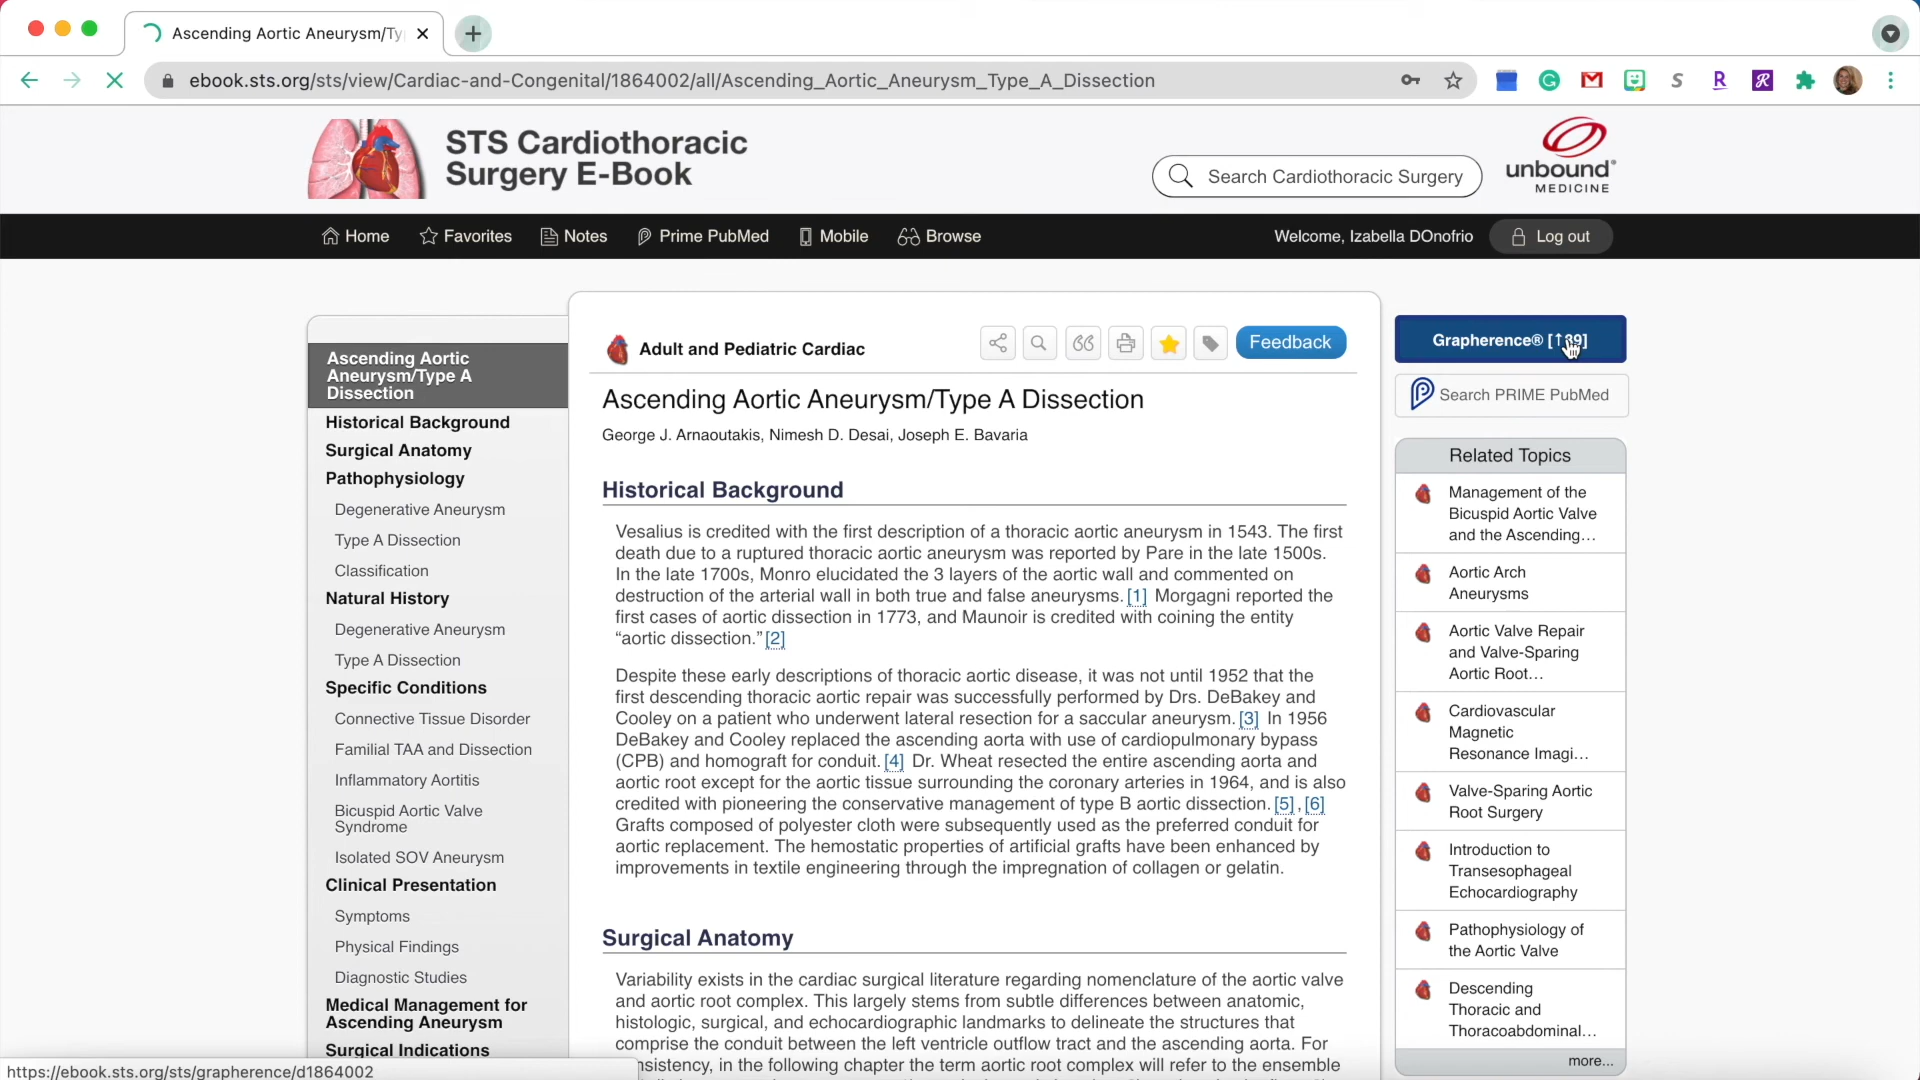 Ascending Aortic Aneurysm/Ty
ebook.sts.org/sts/view/Cardiac-and-Congenital/1864002/all/Ascending_Aortic_Aneurysm_Type_A_Dissection
STS Cardiothoracic
Surgery E-Book
Search Cardiothoracic Surgery
unbound®
MEDICINE
Home
Favorites
Notes
Prime PubMed
Mobile
Browse
Welcome, Izabella DOnofrio
Log out
Ascending Aortic
Aneurysm/Type A
Dissection
Historical Background
Surgical Anatomy
Pathophysiology
Degenerative Aneurysm
Type A Dissection
Classification
Natural History
Degenerative Aneurysm
Type A Dissection
Specific Conditions
Connective Tissue Disorder
Familial TAA and Dissection
Inflammatory Aortitis
Bicuspid Aortic Valve
Syndrome
Isolated SOV Aneurysm
Clinical Presentation
Symptoms
Physical Findings
Diagnostic Studies
Medical Management for
Ascending Aneurysm
Surgical Indications
Adult and Pediatric Cardiac
Feedback
Ascending Aortic Aneurysm/Type A Dissection
George J. Arnaoutakis, Nimesh D. Desai, Joseph E. Bavaria
Historical Background
Vesalius is credited with the first description of a thoracic aortic aneurysm in 1543. The first
death due to a ruptured thoracic aortic aneurysm was reported by Pare in the late 1500s.
In the late 1700s, Monro elucidated the 3 layers of the aortic wall and commented on
destruction of the arterial wall in both true and false aneurysms. [1] Morgagni reported the
first cases of aortic dissection in 1773, and Maunoir is credited with coining the entity
“aortic dissection.” [2]
Despite these early descriptions of thoracic aortic disease, it was not until 1952 that the
first descending thoracic aortic repair was successfully performed by Drs. DeBakey and
Cooley on a patient who underwent lateral resection for a saccular aneurysm. [3] In 1956
DeBakey and Cooley replaced the ascending aorta with use of cardiopulmonary bypass
(CPB) and homograft for conduit. [4] Dr. Wheat resected the entire ascending aorta and
aortic root except for the aortic tissue surrounding the coronary arteries in 1964, and is also
credited with pioneering the conservative management of type B aortic dissection. [5] , [6]
Grafts composed of polyester cloth were subsequently used as the preferred conduit for
aortic replacement. The hemostatic properties of artificial grafts have been enhanced by
improvements in textile engineering through the impregnation of collagen or gelatin.
Surgical Anatomy
Variability exists in the cardiac surgical literature regarding nomenclature of the aortic valve
and aortic root complex. This largely stems from subtle differences between anatomic,
histologic, surgical, and echocardiographic landmarks to delineate the structures that
comprise the conduit between the left ventricle outflow tract and the ascending aorta. For
nsistency, in the following chapter the term aortic root complex will refer to the ensemble
Grapherence®
Search PRIME PubMed
Related Topics
Management of the
Bicuspid Aortic Valve
and the Ascending...
Aortic Arch
Aneurysms
Aortic Valve Repair
and Valve-Sparing
Aortic Root...
Cardiovascular
Magnetic
Resonance Imagi...
Valve-Sparing Aortic
Root Surgery
Introduction to
Transesophageal
Echocardiography
Pathophysiology of
the Aortic Valve
Descending
Thoracic and
Thoracoabdominal...
more...
https://ebook.sts.org/sts/grapherence/d1864002